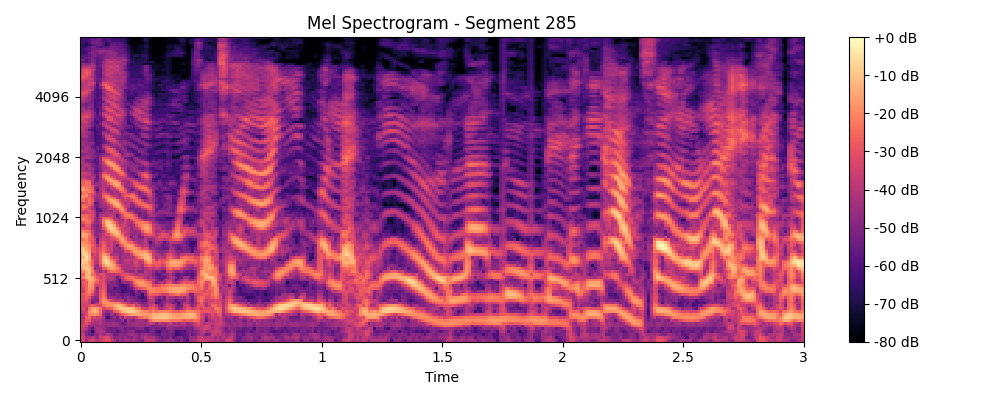 Mel Spectrogram - Segment 285
Frequency
4096
2048
1024
512
0
0
0.5
1
1.5
2
2.5
3
Time
+0 dB
-10 dB
-20 dB
-30 dB
-40 dB
-50 dB
-60 dB
-70 dB
-80 dB